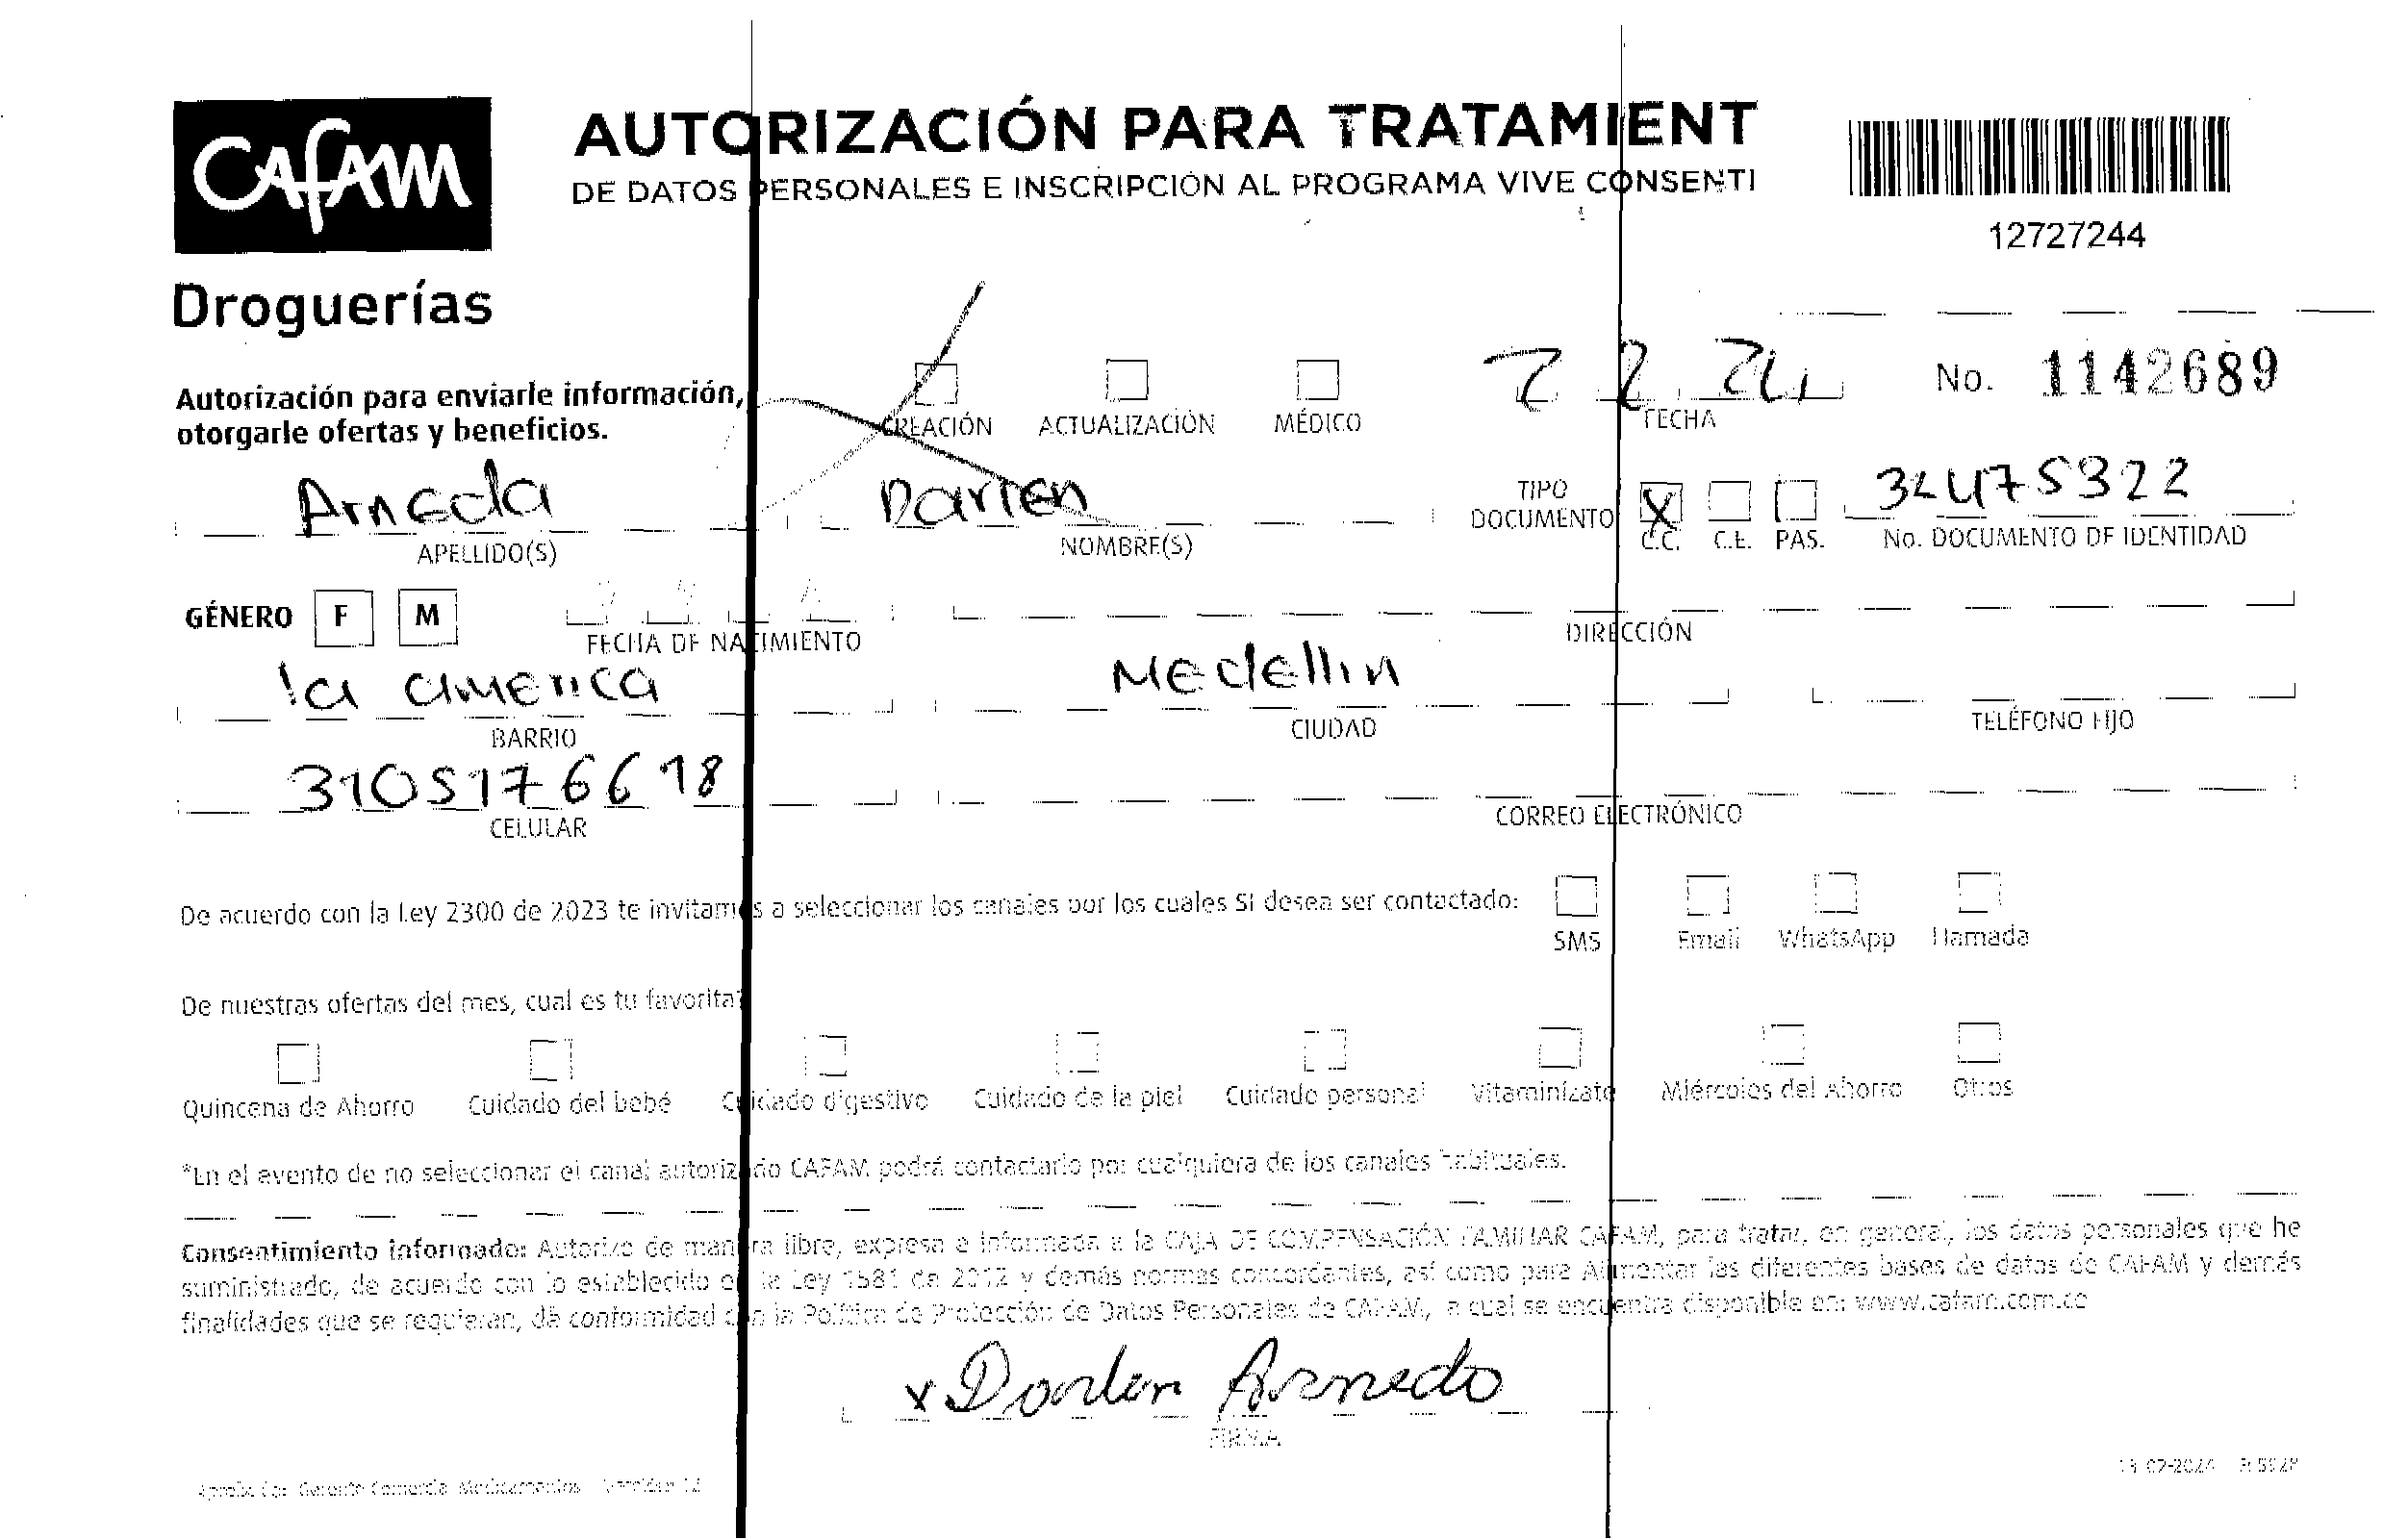 CAFAM
Droguerías
AUTORIZACIÓN PARA TRATAMIENT
DE DATOS PERSONALES E INSCRIPCIÓN AL PROGRAMA VIVE CONSENTI
12727244
Autorización para enviarle información,
otorgarle ofertas y beneficios.
CREACIÓN ACTUALIZACIÓN MÉDICO
2 2 24
FECHA
No. 1142689
Arneda
APELLIDO(S)
Darien
NOMBRE(S)
TIPO
DOCUMENTO
X
C.C. C.E. PAS.
No. DOCUMENTO DE IDENTIDAD
GÉNERO F M
FECHA DE NACIMIENTO
DIRECCIÓN
la america
BARRIO
Medellin
CIUDAD
TELÉFONO FIJO
3105176618
CELULAR
CORREO ELECTRÓNICO
De acuerdo con la Ley 2300 de 2023 te invitamos a seleccionar los canales por los cuales SI desea ser contactado:
SMS Email WhatsApp Llamada
De nuestras ofertas del mes, cual es tu favorita?
Quincena de Ahorro Cuidado del bebé Cuidado digestivo Cuidado de la piel Cuidado personal Vitaminízate Miércoles del Ahorro Otros
*En el evento de no seleccionar el canal autorizado CAFAM podrá contactarlo por cualquiera de los canales habituales.
Consentimiento informado: Autorizo de manera libre, expresa e informada a la CAJA DE COMPENSACIÓN FAMILIAR CAFAM, para tratar, en general, los datos personales que he
suministrado, de acuerdo con lo establecido en la Ley 1581 de 2012 y demás normas concordantes, así como para Alimentar las diferentes bases de datos de CAFAM y demás
finalidades que se requieran, de conformidad con la Política de Protección de Datos Personales de CAFAM, la cual se encuentra disponible en: www.cafam.com.co
x Darlen Arnedo
FIRMA